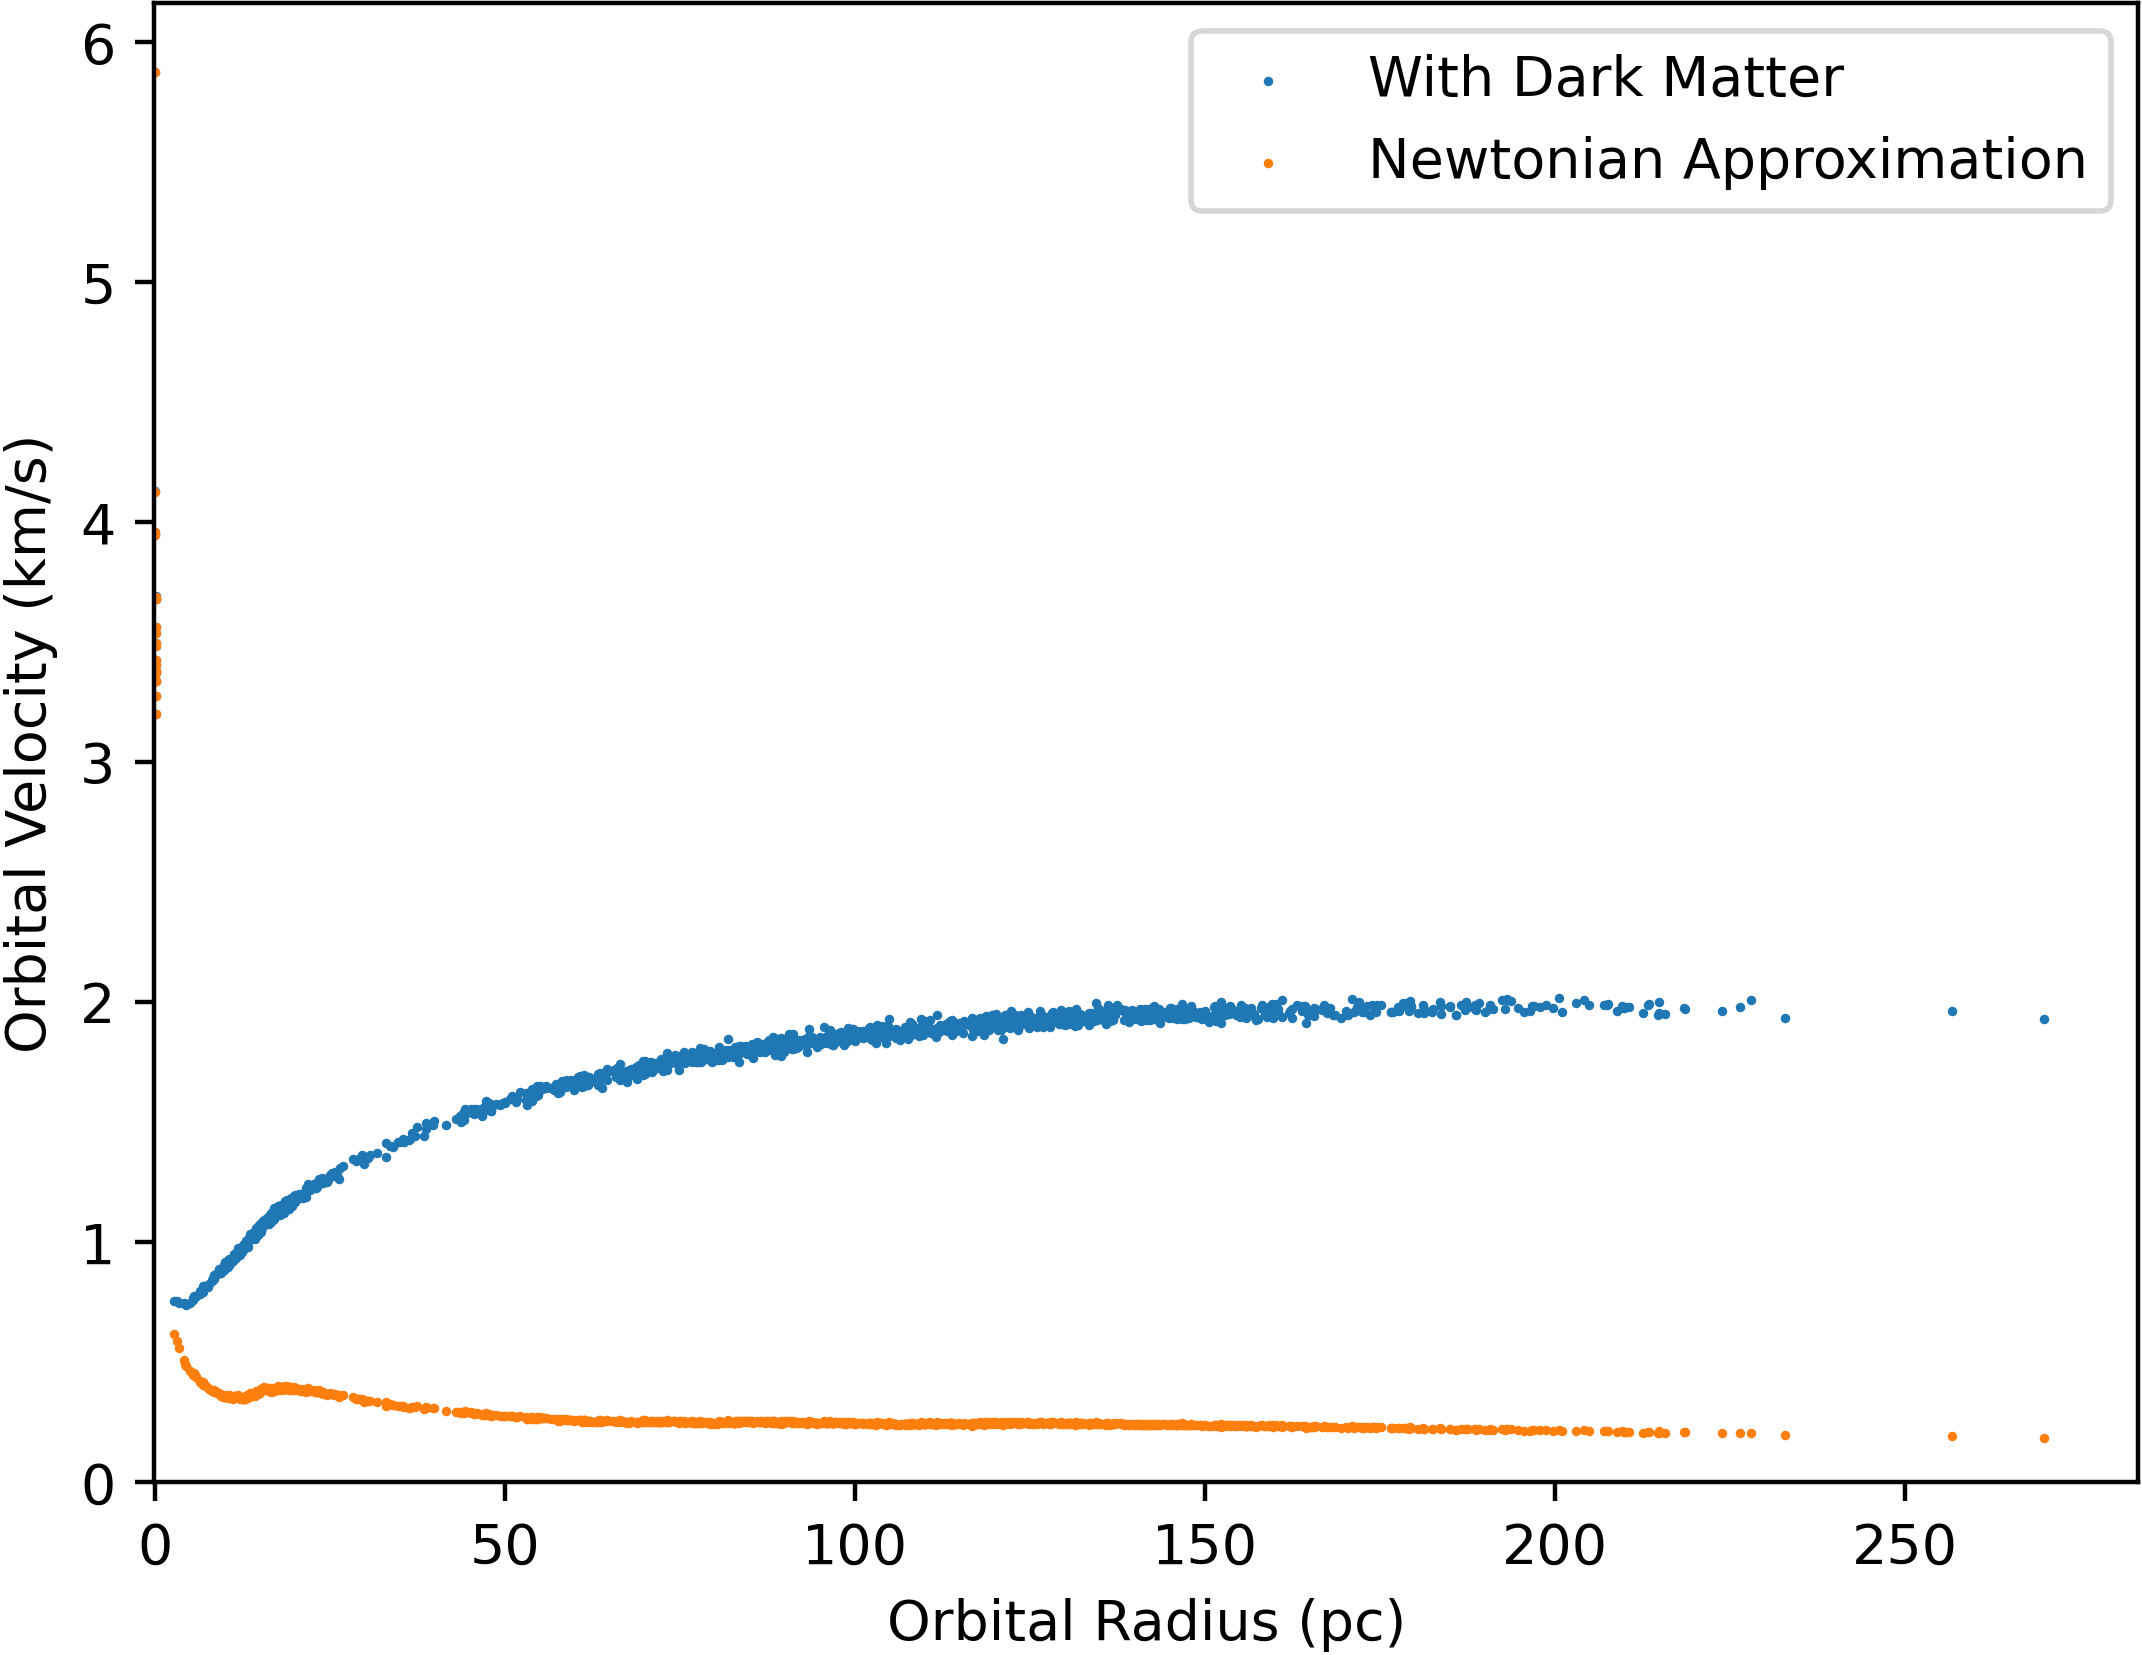 With Dark Matter
Newtonian Approximation
6
5
4
3
2
1
0
Orbital Velocity (km/s)
0 50 100 150 200 250
Orbital Radius (pc)